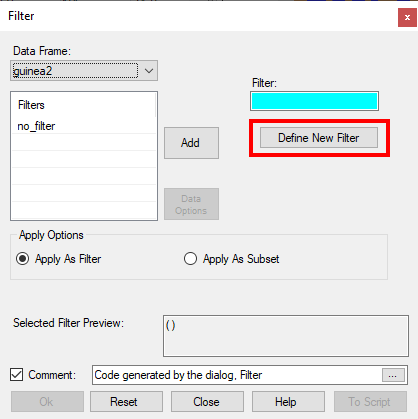 Filter
x
Data Frame:
guinea2
Filter:
Filters
no_filter
Add
Define New Filter
Data
Options
Apply Options
Apply As Filter
Apply As Subset
Selected Filter Preview:
( )
Comment:
Code generated by the dialog, Filter
...
Ok
Reset
Close
Help
To Script